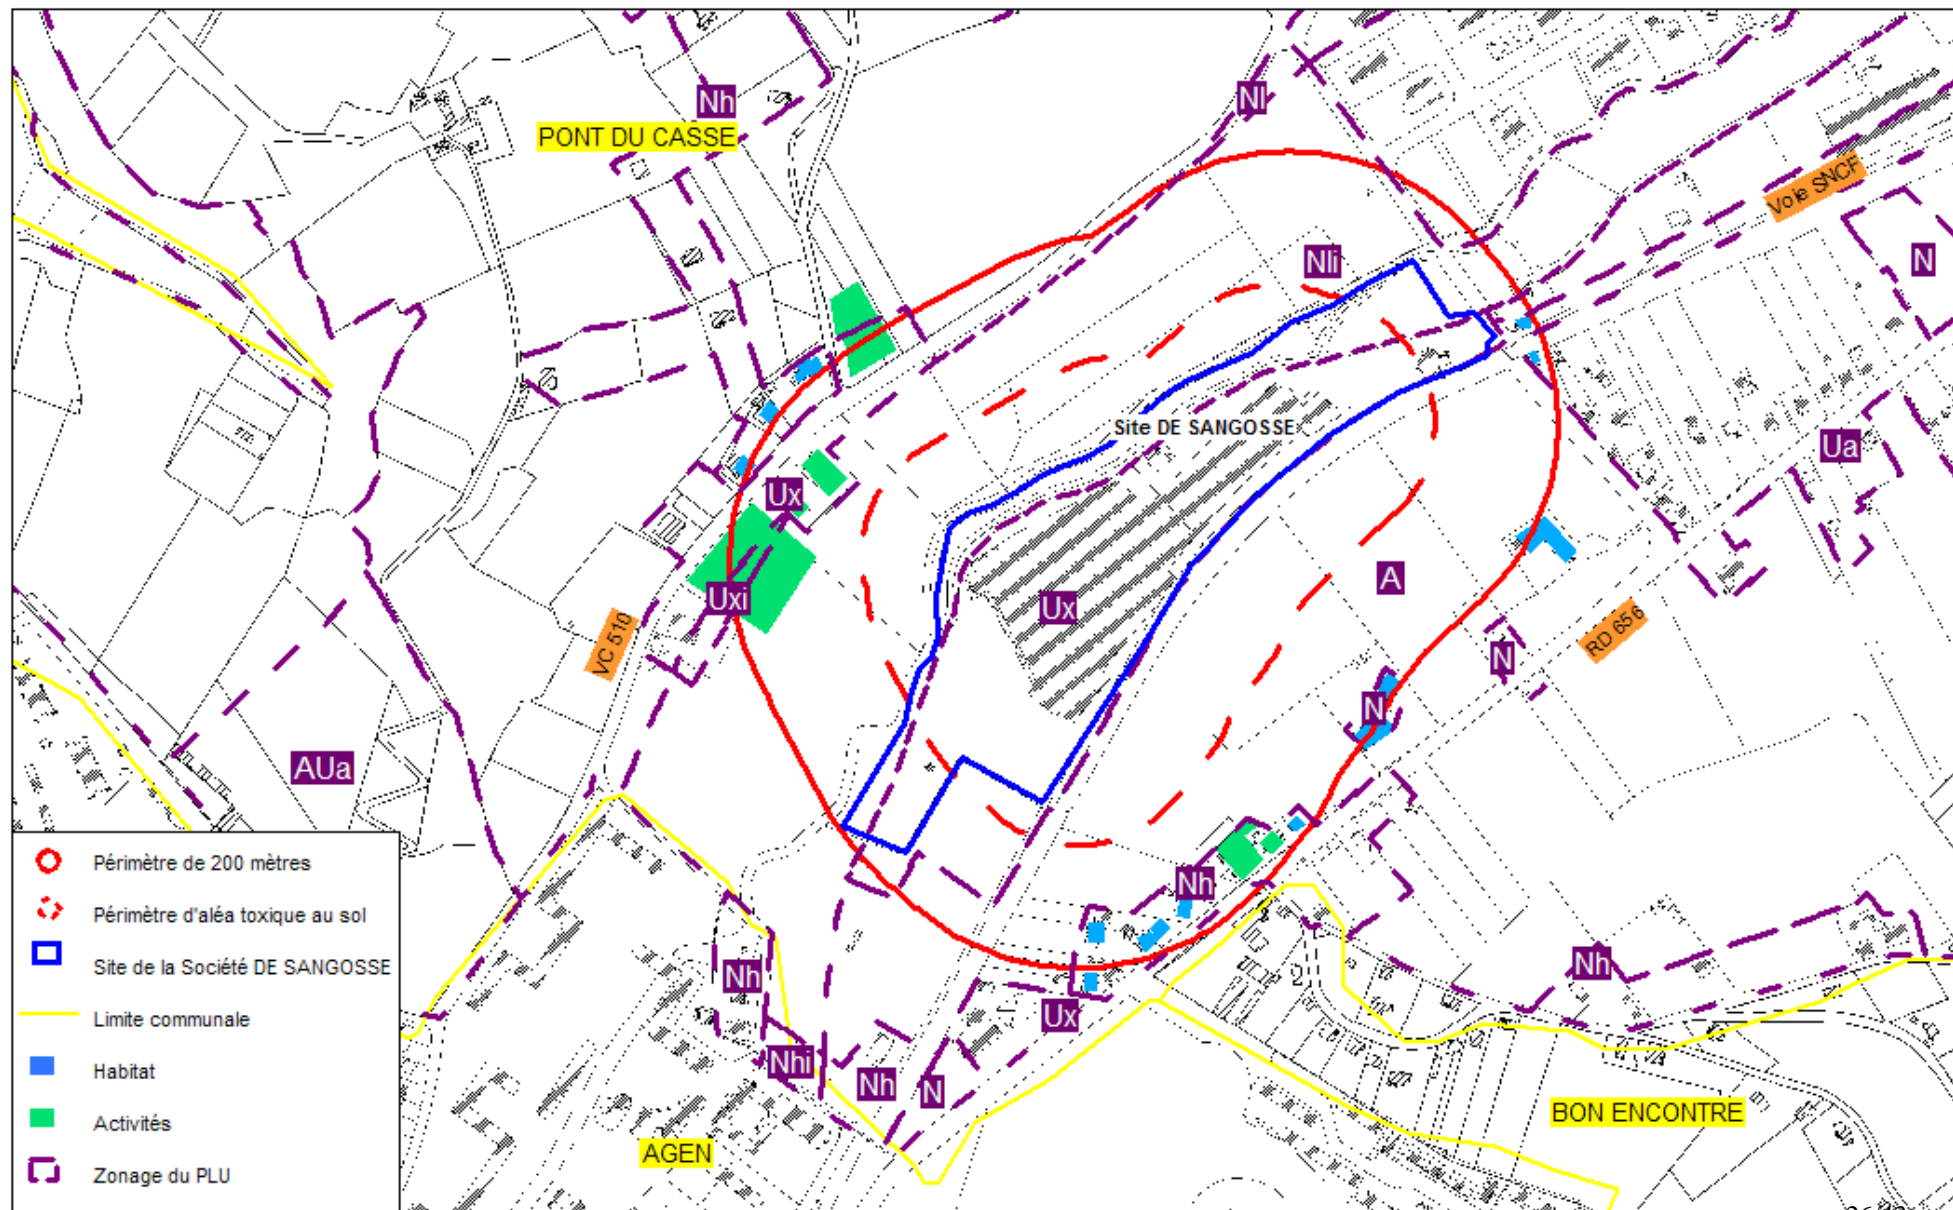 Nh
Nl
PONT DU CASSE
Voie SNCF
Nli
N
Site DE SANGOSSE
Ua
Ux
A
Uxi
Ux
VC 510
RD 656
N
N
AUa
Périmètre de 200 mètres
Périmètre d'aléa toxique au sol
Site de la Société DE SANGOSSE
Limite communale
Habitat
Activités
Zonage du PLU
Nh
Nh
Nh
Ux
Nhi
Nh
N
BON ENCONTRE
AGEN